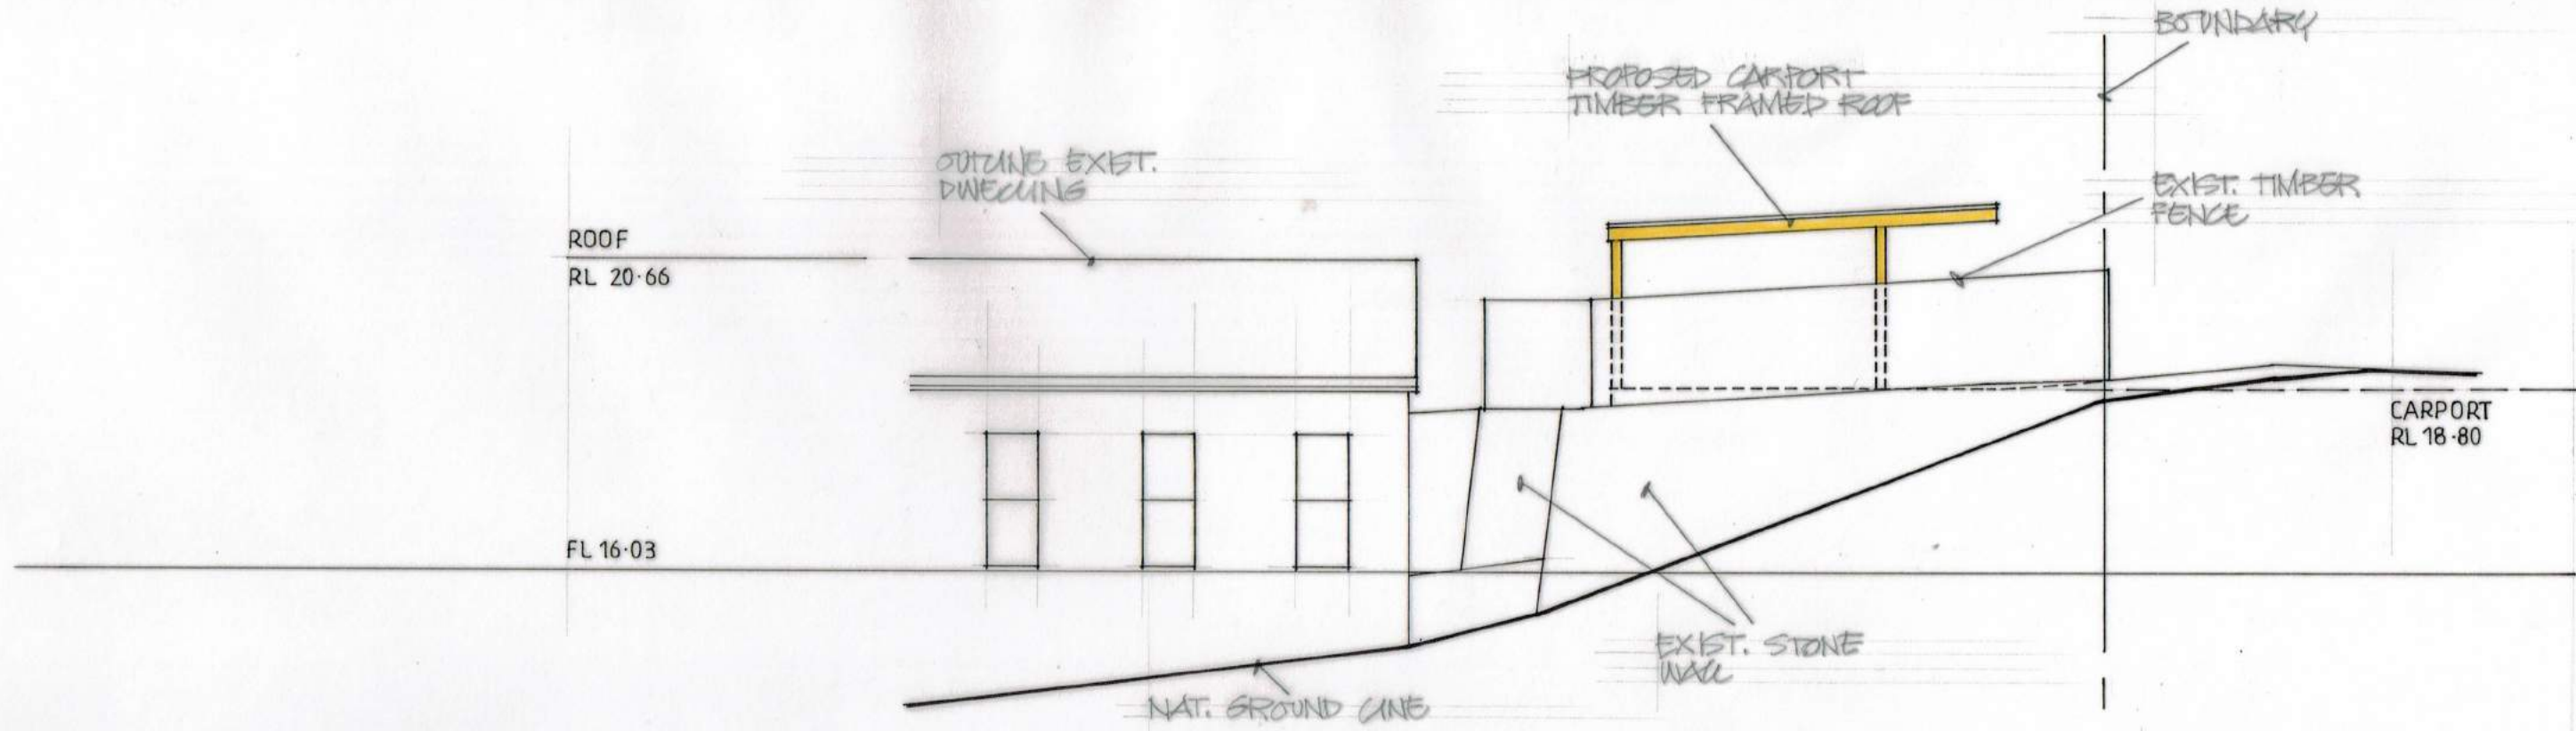 BOUNDARY
PROPOSED CARPORT
TIMBER FRAMED ROOF
OUTLINE EXIST.
DWELLING
EXIST. TIMBER
FENCE
ROOF
RL 20·66
CARPORT
RL 18·80
FL 16·03
EXIST. STONE
WALL
NAT. GROUND LINE